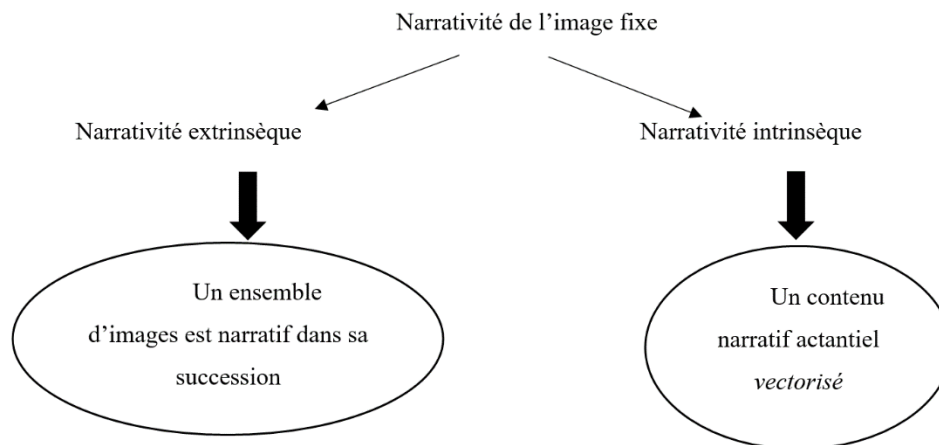 Narrativité de l’image fixe
Narrativité extrinsèque
Narrativité intrinsèque
Un ensemble
d’images est narratif dans sa
succession
Un contenu
narratif actantiel
vectorisé